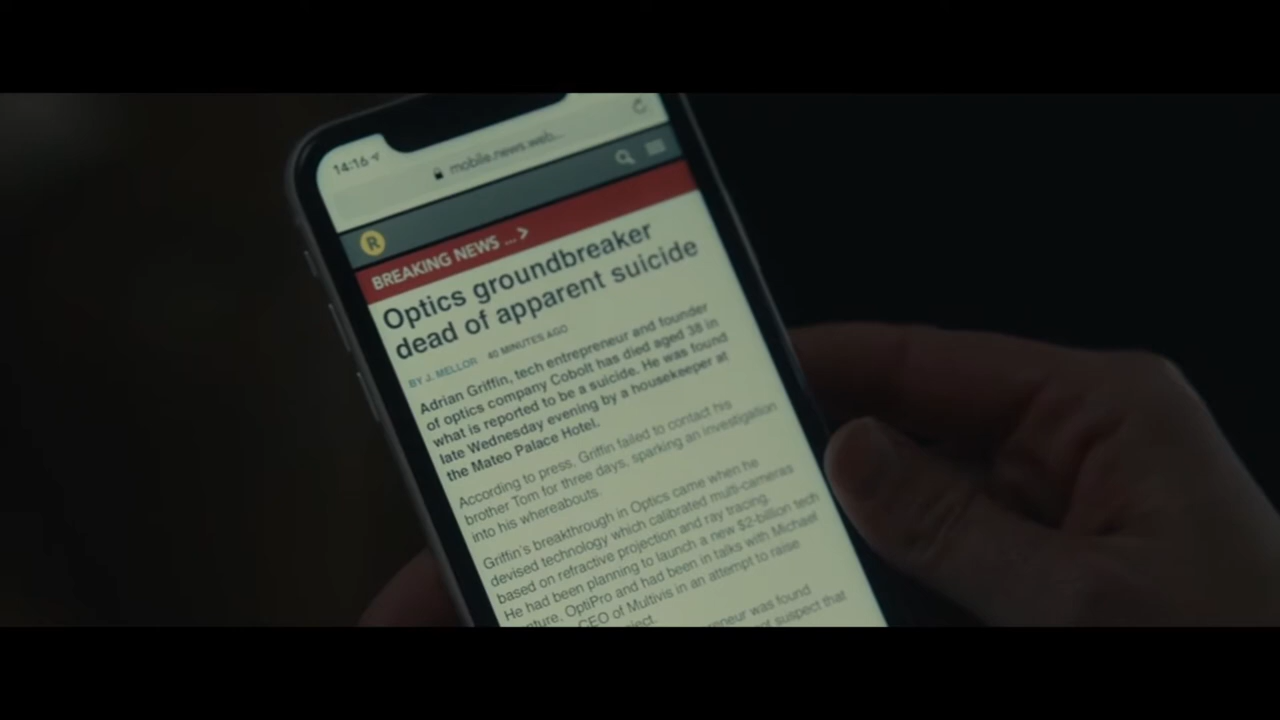 14:16
mobile.news.web...
R
BREAKING NEWS ... >
Optics groundbreaker
dead of apparent suicide
BY J. MELLOR 40 MINUTES AGO
Adrian Griffin, tech entrepreneur and founder
of optics company Cobolt has died aged 38 in
what is reported to be a suicide. He was found
late Wednesday evening by a housekeeper at
the Mateo Palace Hotel.
According to press, Griffin failed to contact his
brother Tom for three days, sparking an investigation
into his whereabouts.
Griffin's breakthrough in Optics came when he
devised technology which calibrated multi-cameras
based on refractive projection and ray tracing.
He had been planning to launch a new $2-billion tech
OptiPro and had been in talks with Michael
CEO of Multivis in an attempt to raise
was found
suspect that